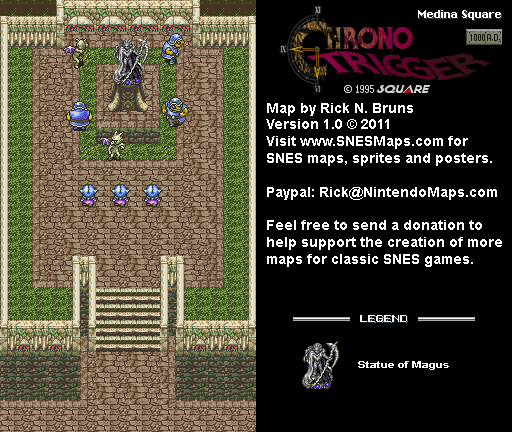 Medina Square
CHRONO
TRIGGER
1000 A.D.
© 1995 SQUARE
Map by Rick N. Bruns
Version 1.0 © 2011
Visit www.SNESMaps.com for
SNES maps, sprites and posters.
Paypal: Rick@NintendoMaps.com
Feel free to send a donation to
help support the creation of more
maps for classic SNES games.
LEGEND
Statue of Magus